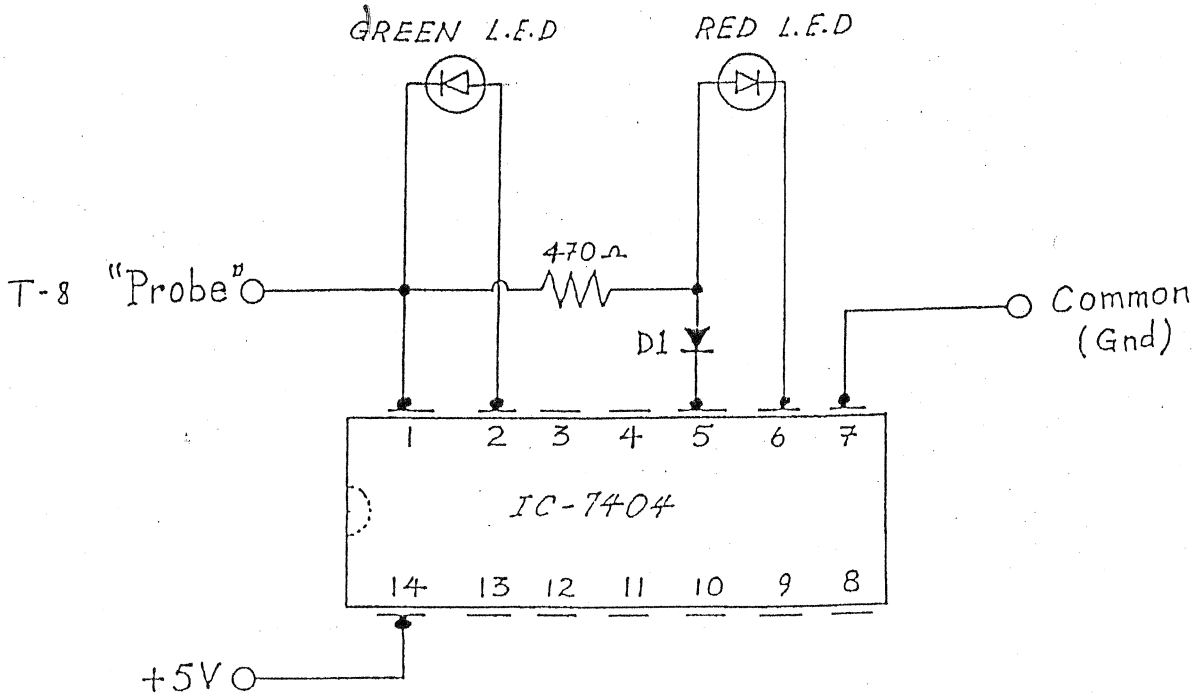 GREEN L.E.D
RED L.E.D
470Ω
T-8 "Probe"
D1
Common
(Gnd)
1 2 3 4 5 6 7
IC-7404
14 13 12 11 10 9 8
+5V